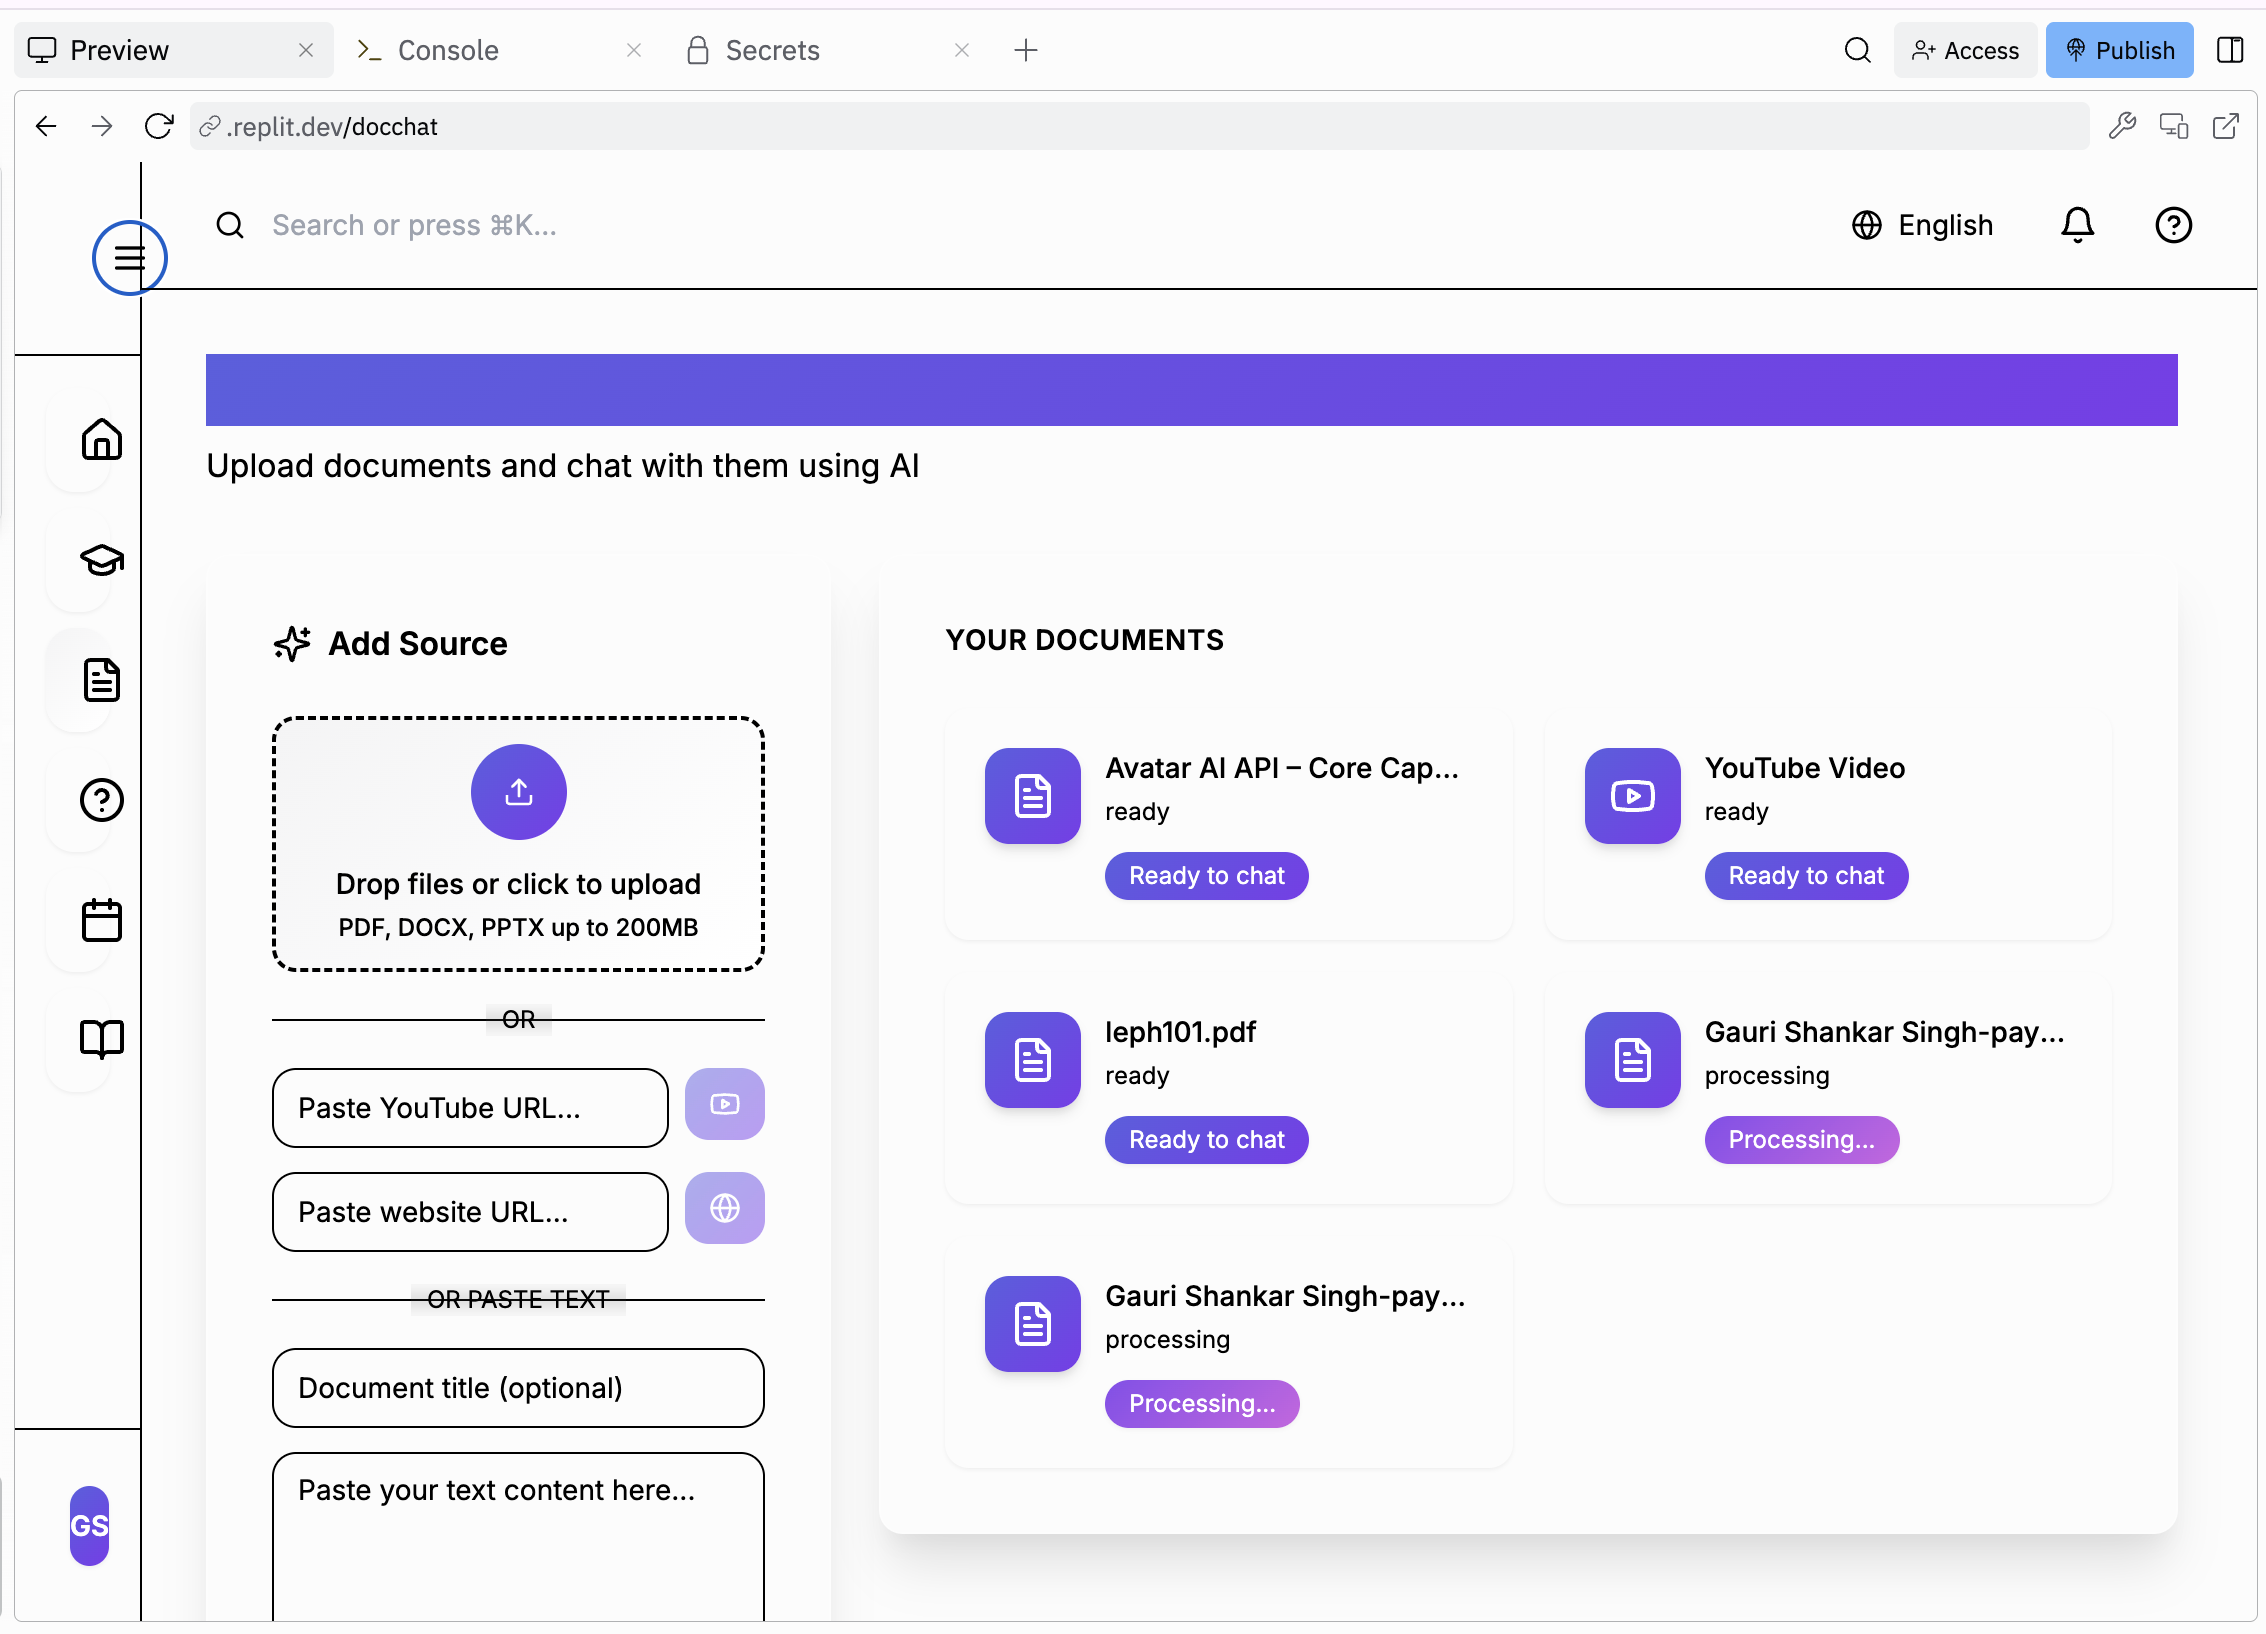 Preview
Console
Secrets
Access
Publish
.replit.dev/docchat
Search or press ⌘K...
English
Upload documents and chat with them using AI
Add Source
Drop files or click to upload
PDF, DOCX, PPTX up to 200MB
OR
Paste YouTube URL...
Paste website URL...
OR PASTE TEXT
Document title (optional)
Paste your text content here...
YOUR DOCUMENTS
Avatar AI API – Core Cap...
ready
Ready to chat
YouTube Video
ready
Ready to chat
leph101.pdf
ready
Ready to chat
Gauri Shankar Singh-pay...
processing
Processing...
Gauri Shankar Singh-pay...
processing
Processing...
GS